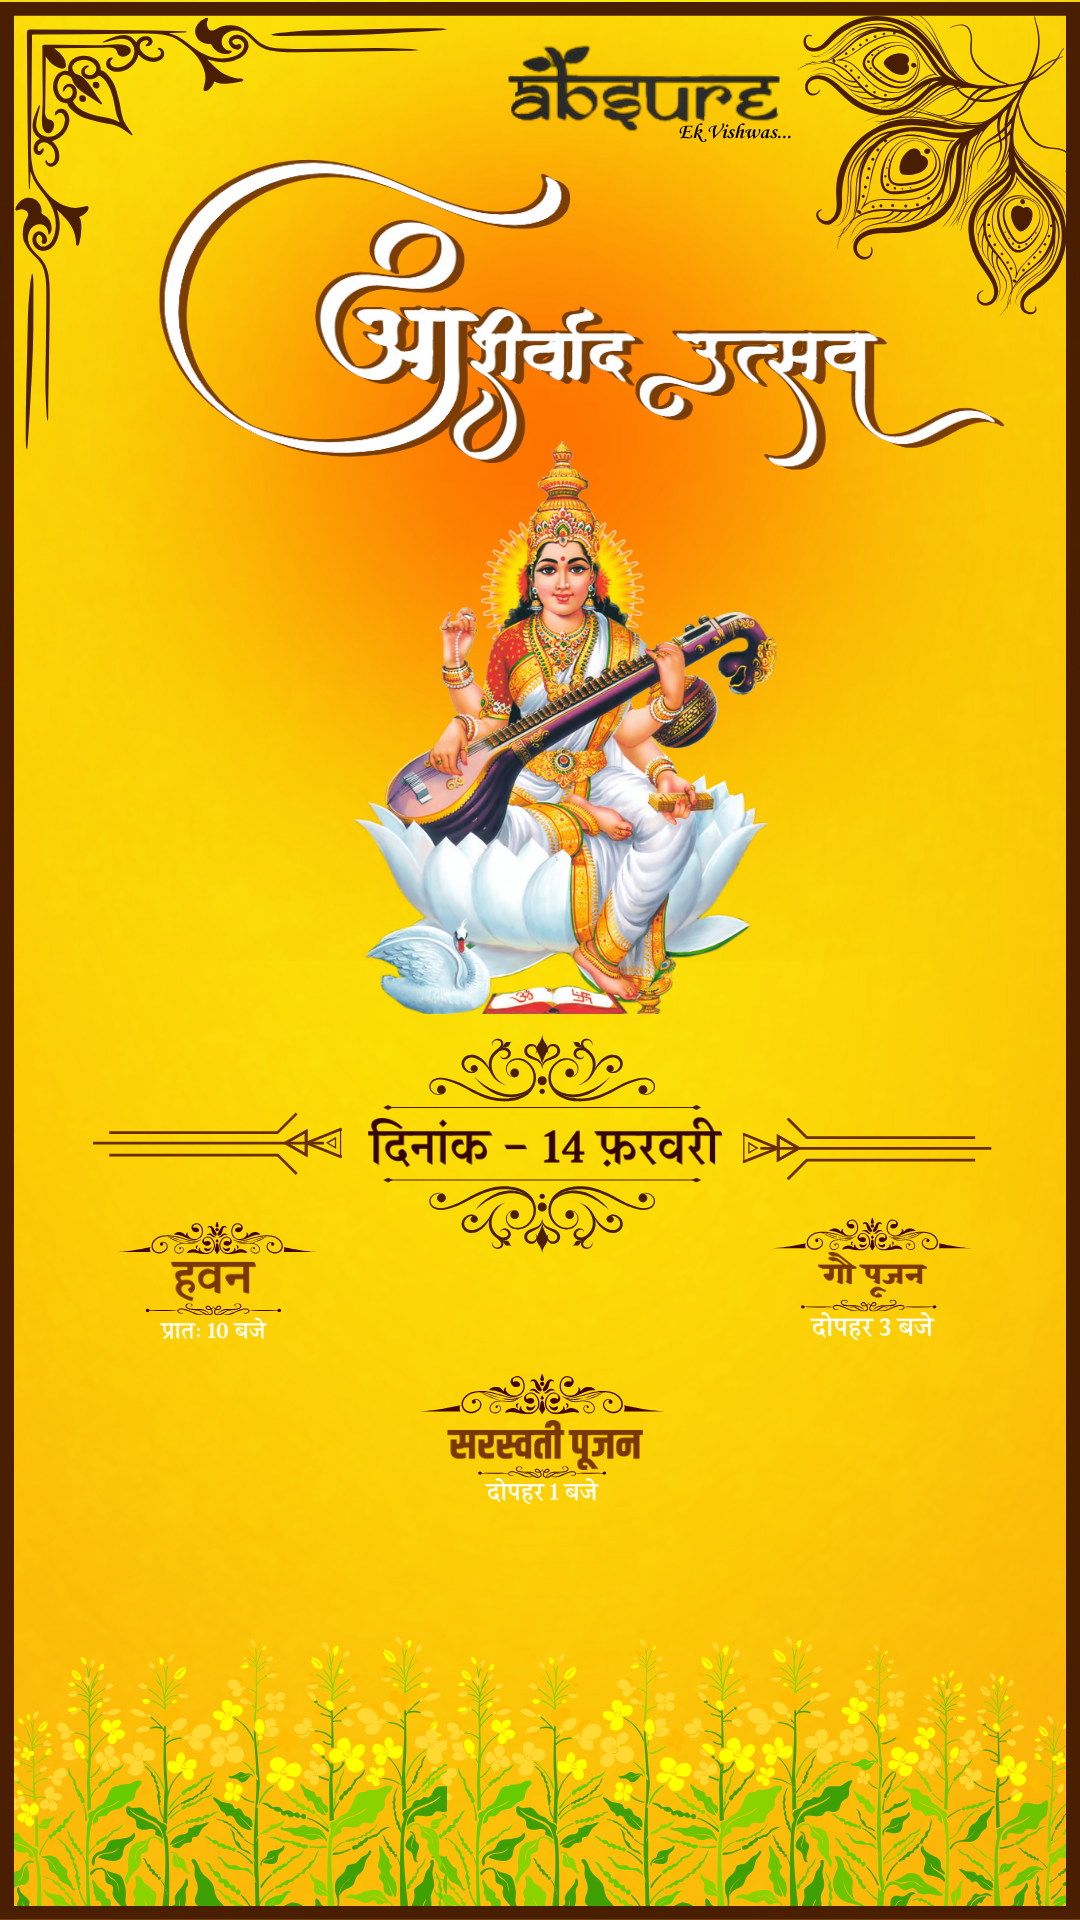 absure
Ek Vishwas...
आशीर्वाद उत्सव
दिनांक - 14 फ़रवरी
हवन
प्रातः 10 बजे
गौ पूजन
दोपहर 3 बजे
सरस्वती पूजन
दोपहर 1 बजे